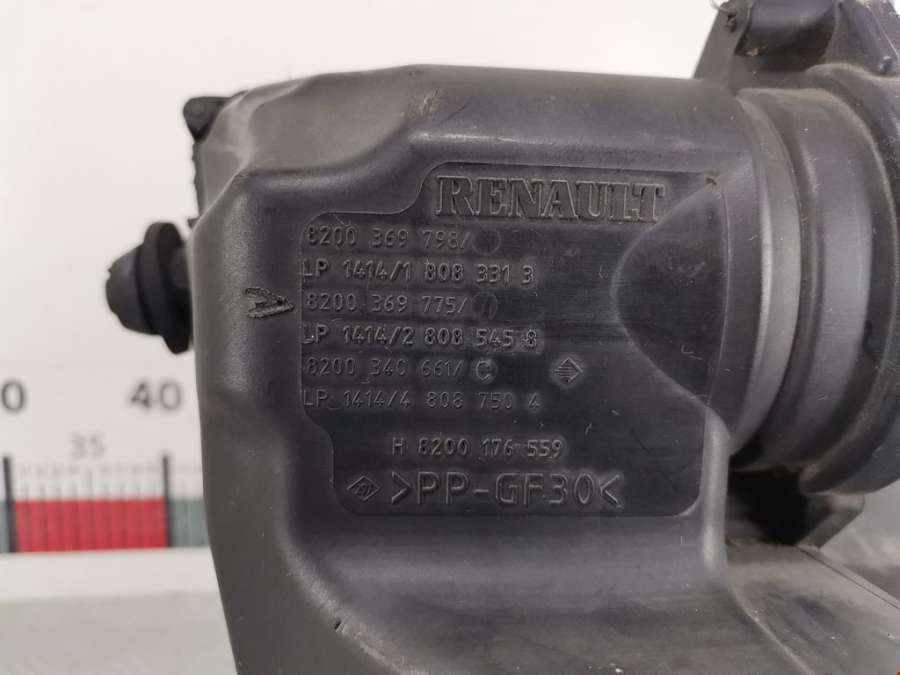 RENAULT
8200 369 798/
LP 1414/1 808 331 3
8200 369 775/
LP 1414/2 808 545 8
8200 340 661/ C
LP 1414/4 808 750 4
H 8200 176 559
>PP-GF30<
0 40
35